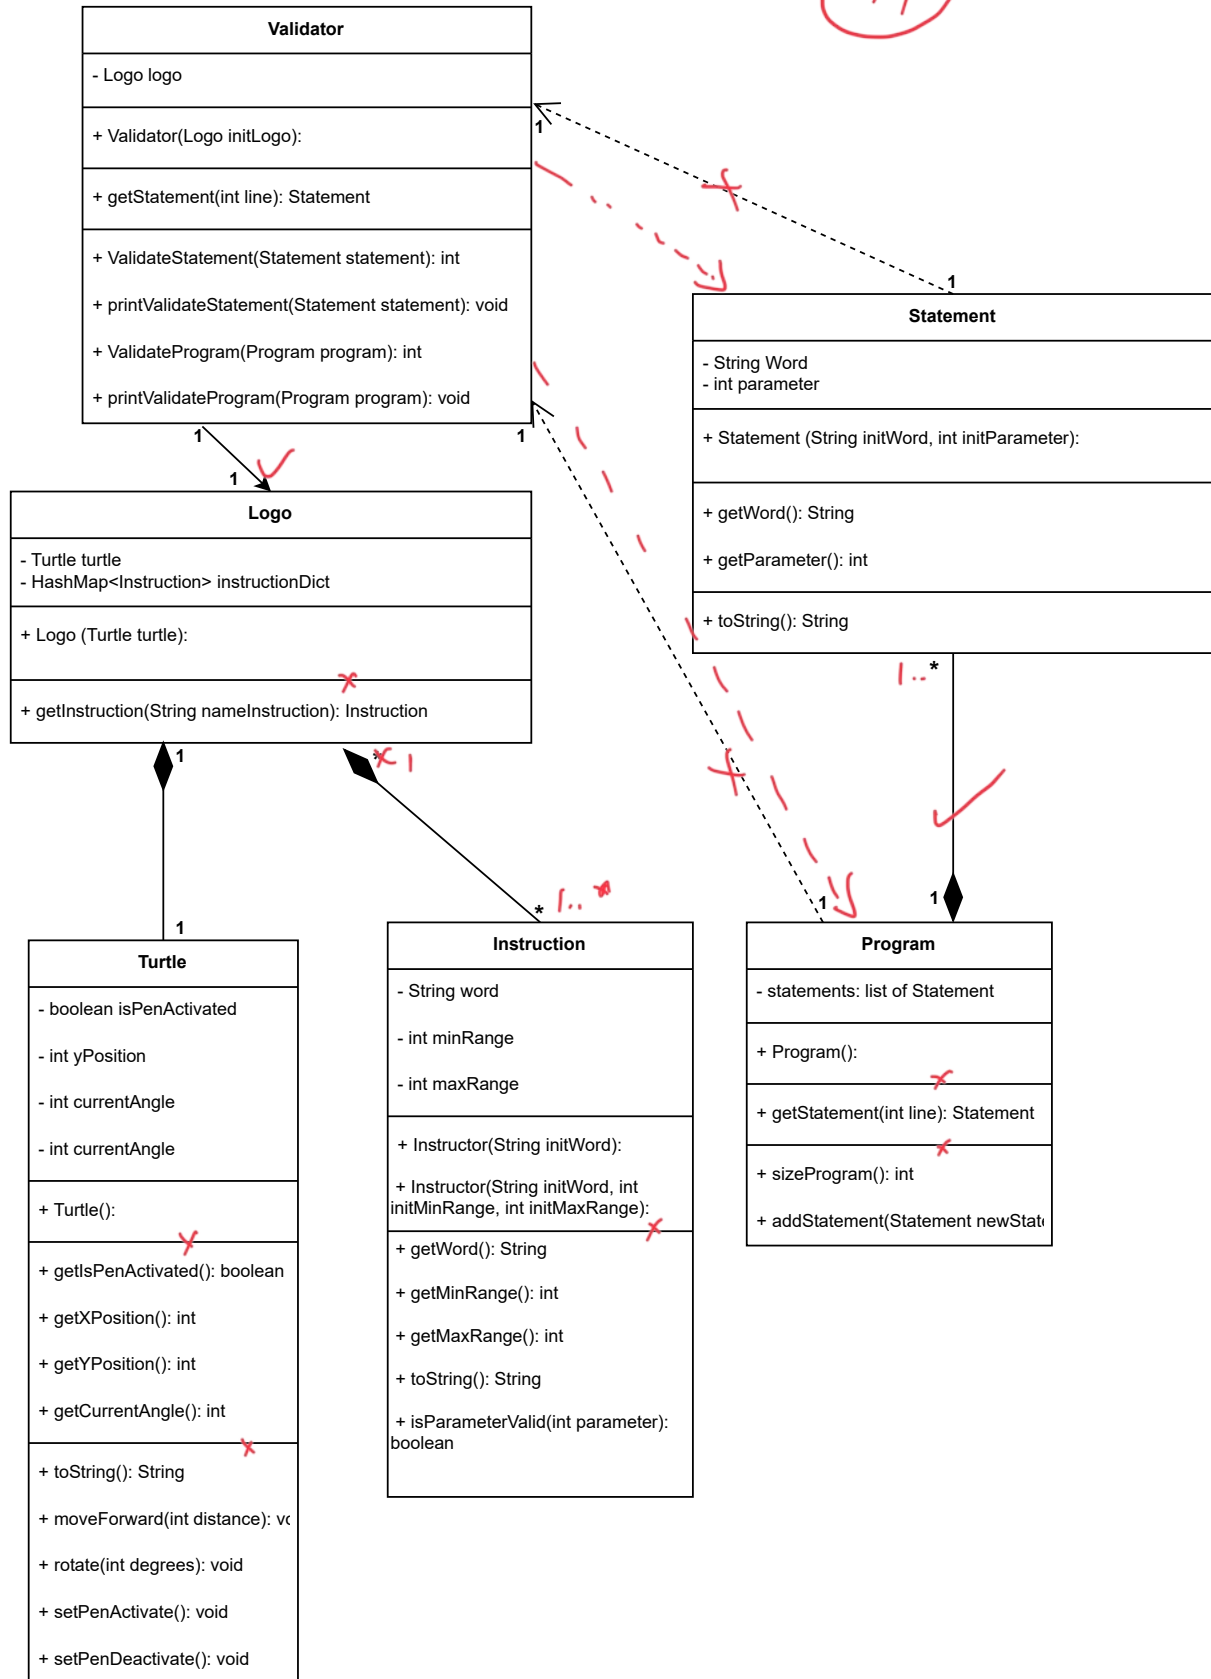 Validator
- Logo logo
+ Validator(Logo initLogo):
+ getStatement(int line): Statement
+ ValidateStatement(Statement statement): int
+ printValidateStatement(Statement statement): void
+ ValidateProgram(Program program): int
+ printValidateProgram(Program program): void
1
1
1
1
1
Statement
- String Word
- int parameter
+ Statement (String initWord, int initParameter):
+ getWord(): String
+ getParameter(): int
+ toString(): String
1..*
Logo
- Turtle turtle
- HashMap<Instruction> instructionDict
+ Logo (Turtle turtle):
+ getInstruction(String nameInstruction): Instruction
1
1
* 1..*
1
1
1
Turtle
- boolean isPenActivated
- int yPosition
- int currentAngle
- int currentAngle
+ Turtle():
+ getIsPenActivated(): boolean
+ getXPosition(): int
+ getYPosition(): int
+ getCurrentAngle(): int
+ toString(): String
+ moveForward(int distance): vo
+ rotate(int degrees): void
+ setPenActivate(): void
+ setPenDeactivate(): void
Instruction
- String word
- int minRange
- int maxRange
+ Instructor(String initWord):
+ Instructor(String initWord, int
initMinRange, int initMaxRange):
+ getWord(): String
+ getMinRange(): int
+ getMaxRange(): int
+ toString(): String
+ isParameterValid(int parameter):
boolean
Program
- statements: list of Statement
+ Program():
+ getStatement(int line): Statement
+ sizeProgram(): int
+ addStatement(Statement newState